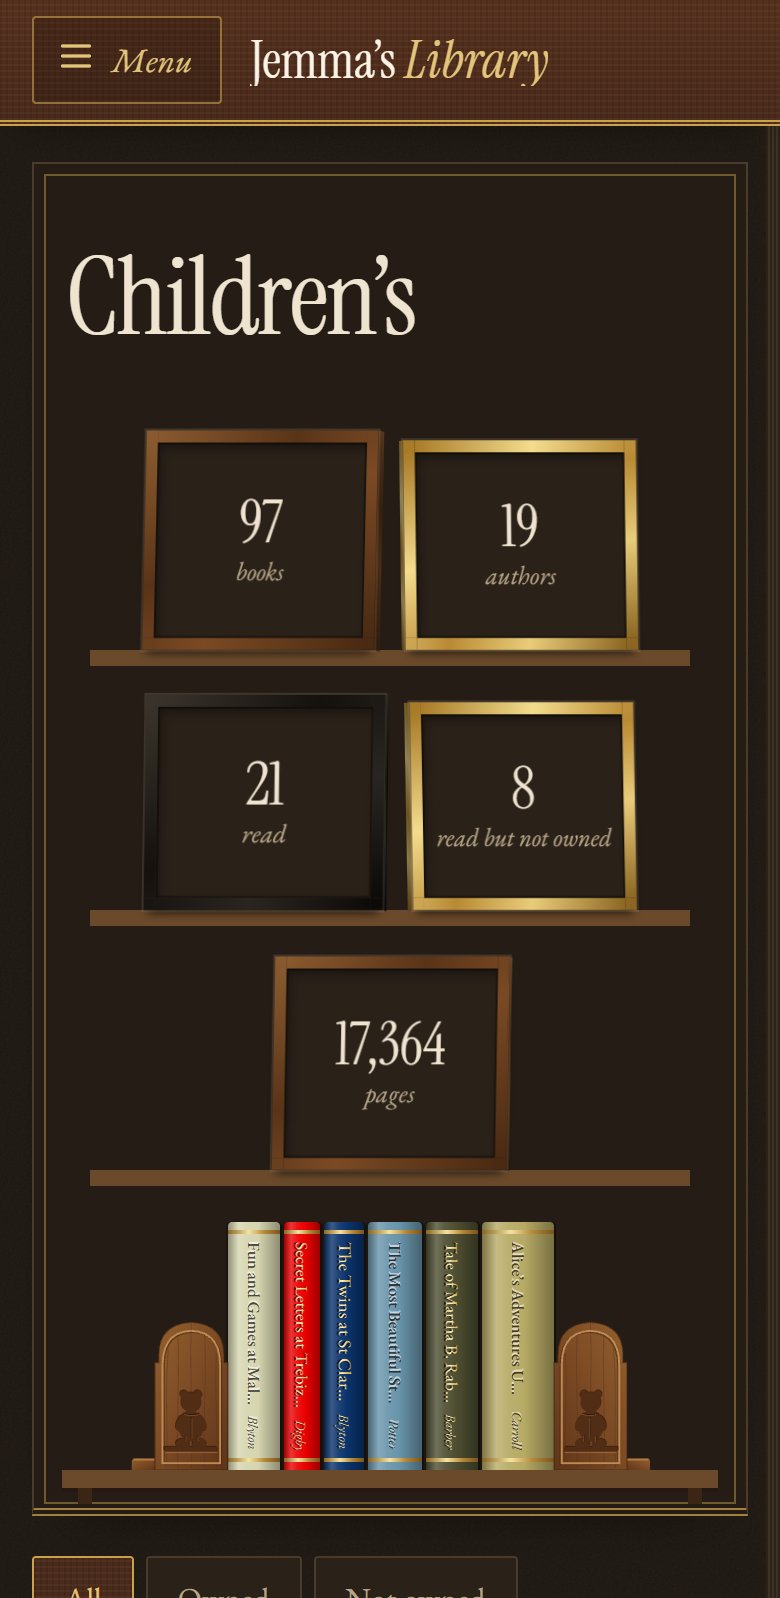 Menu
Jemma's Library
Children's
97
books
19
authors
21
read
8
read but not owned
17,364
pages
Fun and Games at Mal... Blyton
Secret Letters at Trebiz... Digby
The Twins at St Clar... Blyton
The Most Beautiful St... Potter
Tale of Martha B. Rab... Barber
Alice's Adventures U... Carroll
All
Owned
Not owned